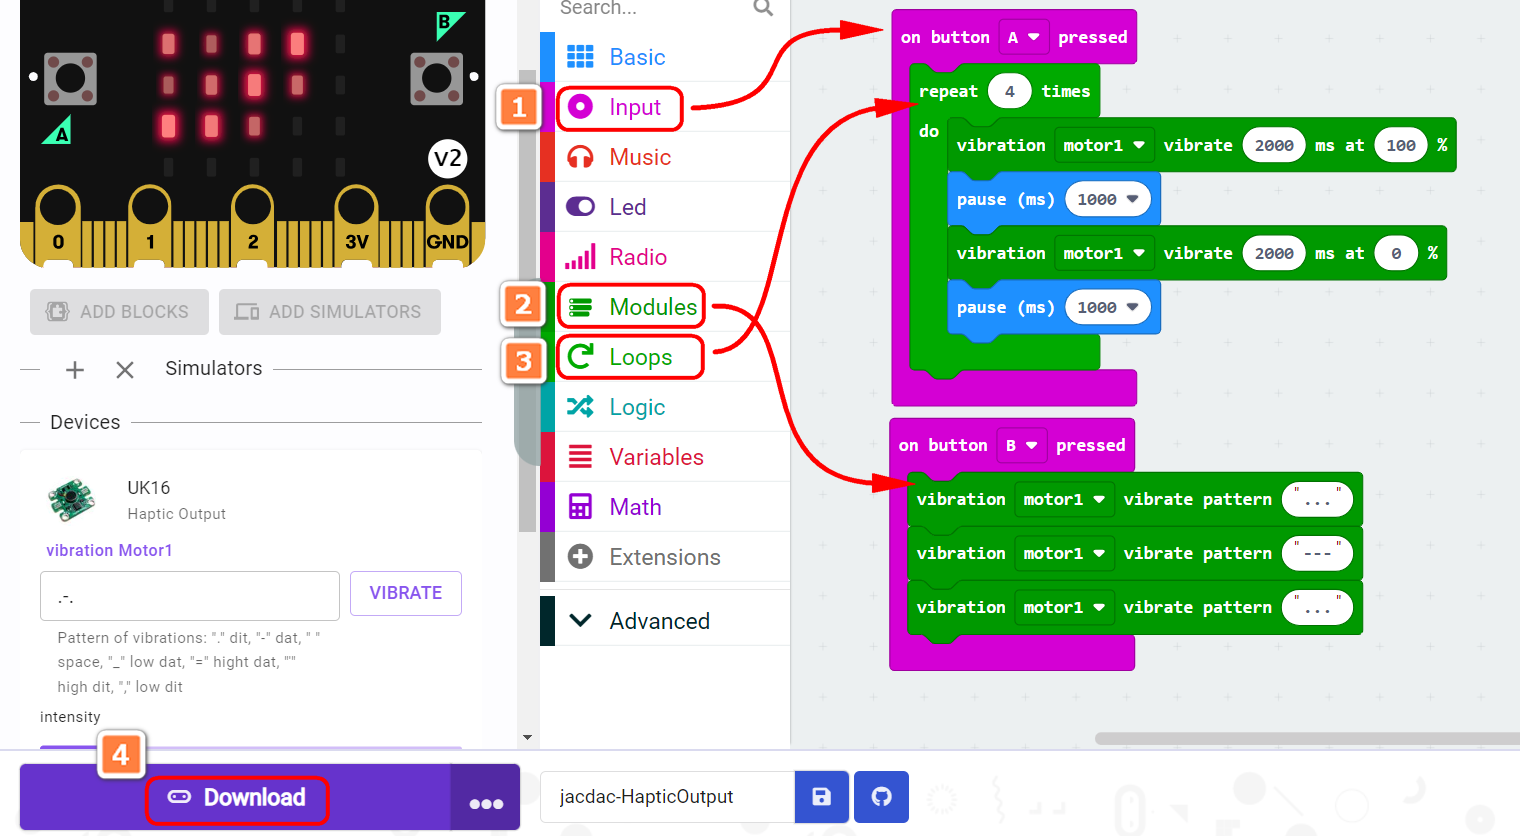 B
A
V2
0 1 2 3V GND
ADD BLOCKS
ADD SIMULATORS
Simulators
Devices
UK16
Haptic Output
vibration Motor1
.-.
VIBRATE
Pattern of vibrations: "." dit, "-" dat, " "
space, "_" low dat, "=" hight dat, "'"
high dit, "," low dit
intensity
4
Download
Search...
Basic
1
Input
Music
Led
Radio
2
Modules
3
Loops
Logic
Variables
Math
Extensions
Advanced
on button A pressed
repeat 4 times
do
vibration motor1 vibrate 2000 ms at 100 %
pause (ms) 1000
vibration motor1 vibrate 2000 ms at 0 %
pause (ms) 1000
on button B pressed
vibration motor1 vibrate pattern "..."
vibration motor1 vibrate pattern "---"
vibration motor1 vibrate pattern "..."
jacdac-HapticOutput